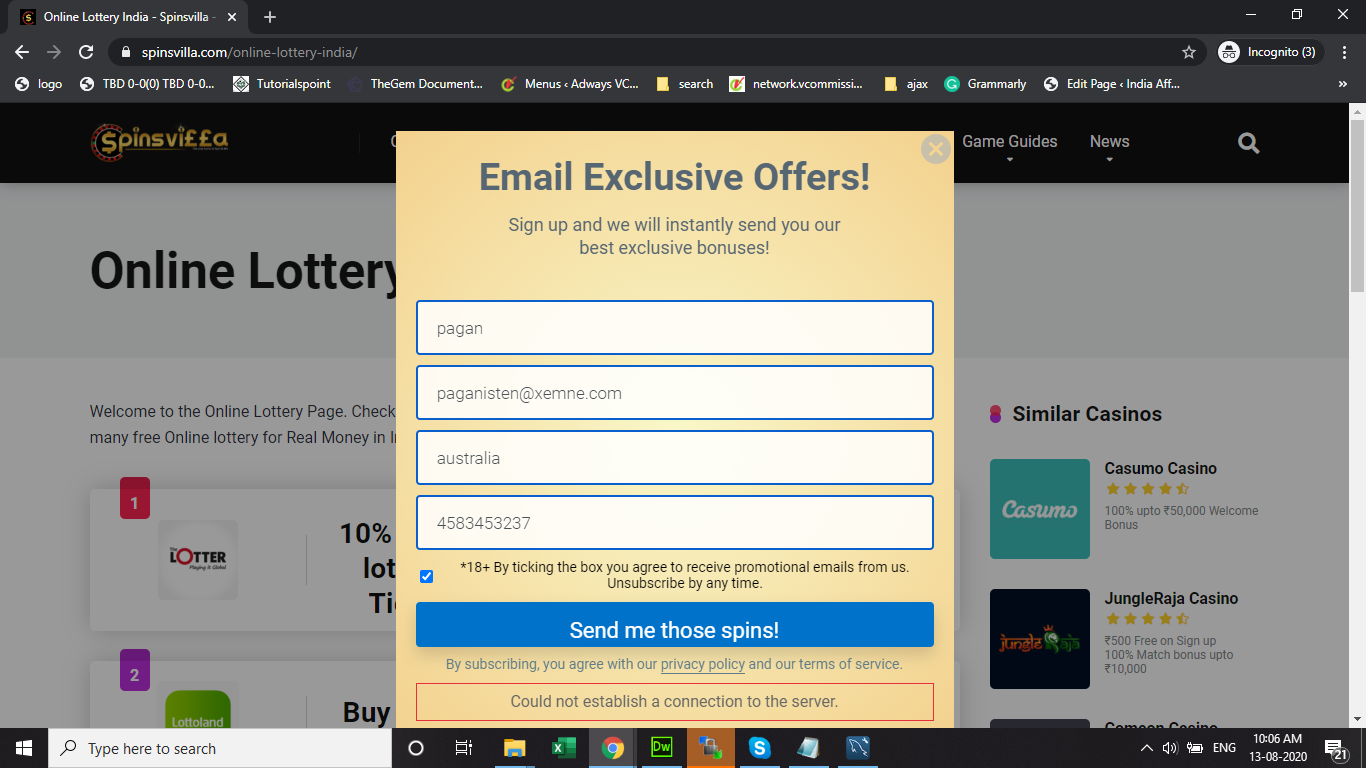 Online Lottery India - Spinsvilla -
spinsvilla.com/online-lottery-india/
Incognito (3)
logo
TBD 0-0(0) TBD 0-0...
Tutorialspoint
TheGem Document...
Menus ‹ Adways VC...
search
network.vcommissi...
ajax
Grammarly
Edit Page ‹ India Aff...
»
$pinsvi££a
Game Guides
News
Email Exclusive Offers!
Sign up and we will instantly send you our
best exclusive bonuses!
Online Lottery
pagan
paganisten@xemne.com
australia
4583453237
*18+ By ticking the box you agree to receive promotional emails from us.
Unsubscribe by any time.
Send me those spins!
By subscribing, you agree with our privacy policy and our terms of service.
Could not establish a connection to the server.
Welcome to the Online Lottery Page. Check
many free Online lottery for Real Money in
1
the
LOTTER
Playing it Global
10%
2
Lottoland
Buy
Similar Casinos
Casumo
Casumo Casino
100% upto ₹50,000 Welcome
Bonus
jungle Raja
JungleRaja Casino
₹500 Free on Sign up
100% Match bonus upto
₹10,000
Type here to search
Dw
ENG
10:06 AM
13-08-2020
21